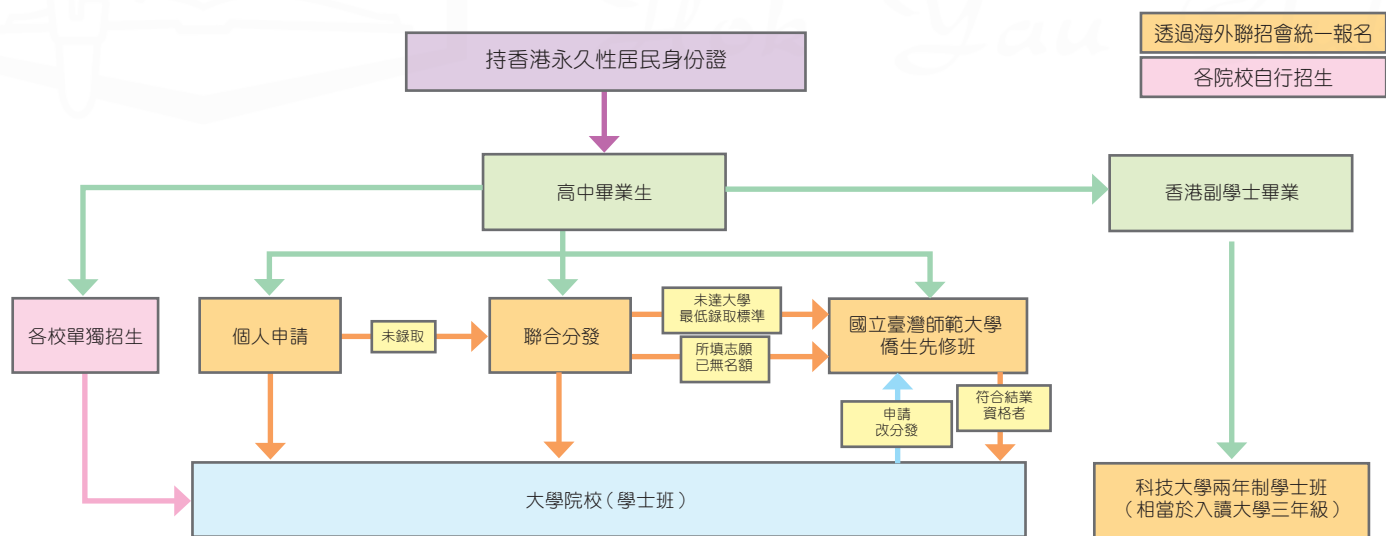 透過海外聯招會統一報名
各院校自行招生
持香港永久性居民身份證
高中畢業生
香港副學士畢業
各校單獨招生
個人申請
未錄取
聯合分發
未達大學
最低錄取標準
所填志願
已無名額
國立臺灣師範大學
僑生先修班
申請
改分發
符合結業
資格者
大學院校（學士班）
科技大學兩年制學士班
（相當於入讀大學三年級）